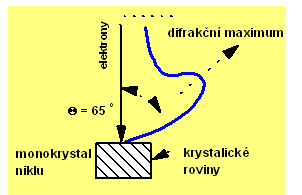 elektrony
difrakční maximum
Θ = 65°
monokrystal
niklu
krystalické
roviny